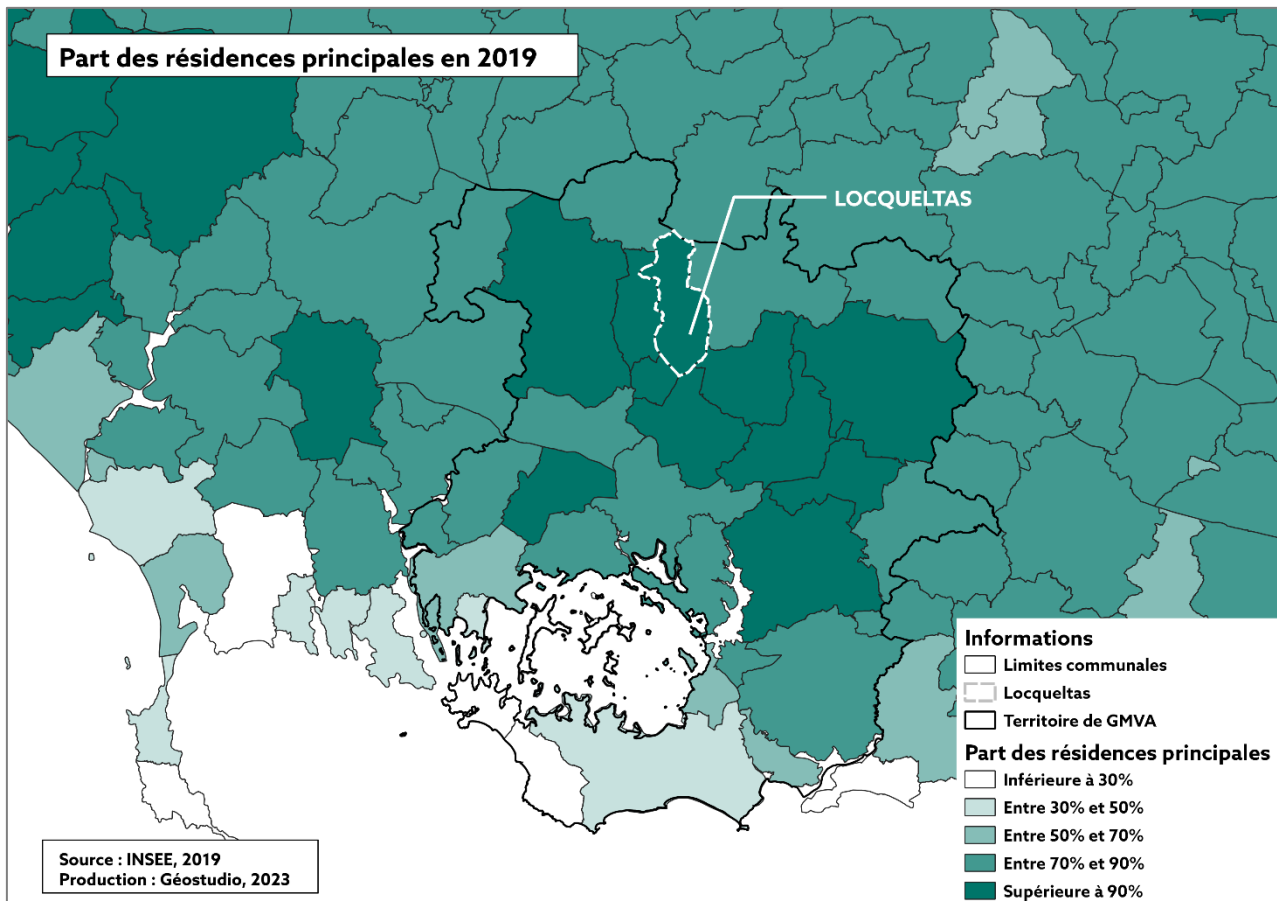 Part des résidences principales en 2019
LOCQUELTAS
Informations
Limites communales
Locqueltas
Territoire de GMVA
Part des résidences principales
Inférieure à 30%
Entre 30% et 50%
Entre 50% et 70%
Entre 70% et 90%
Supérieure à 90%
Source : INSEE, 2019
Production : Géostudio, 2023